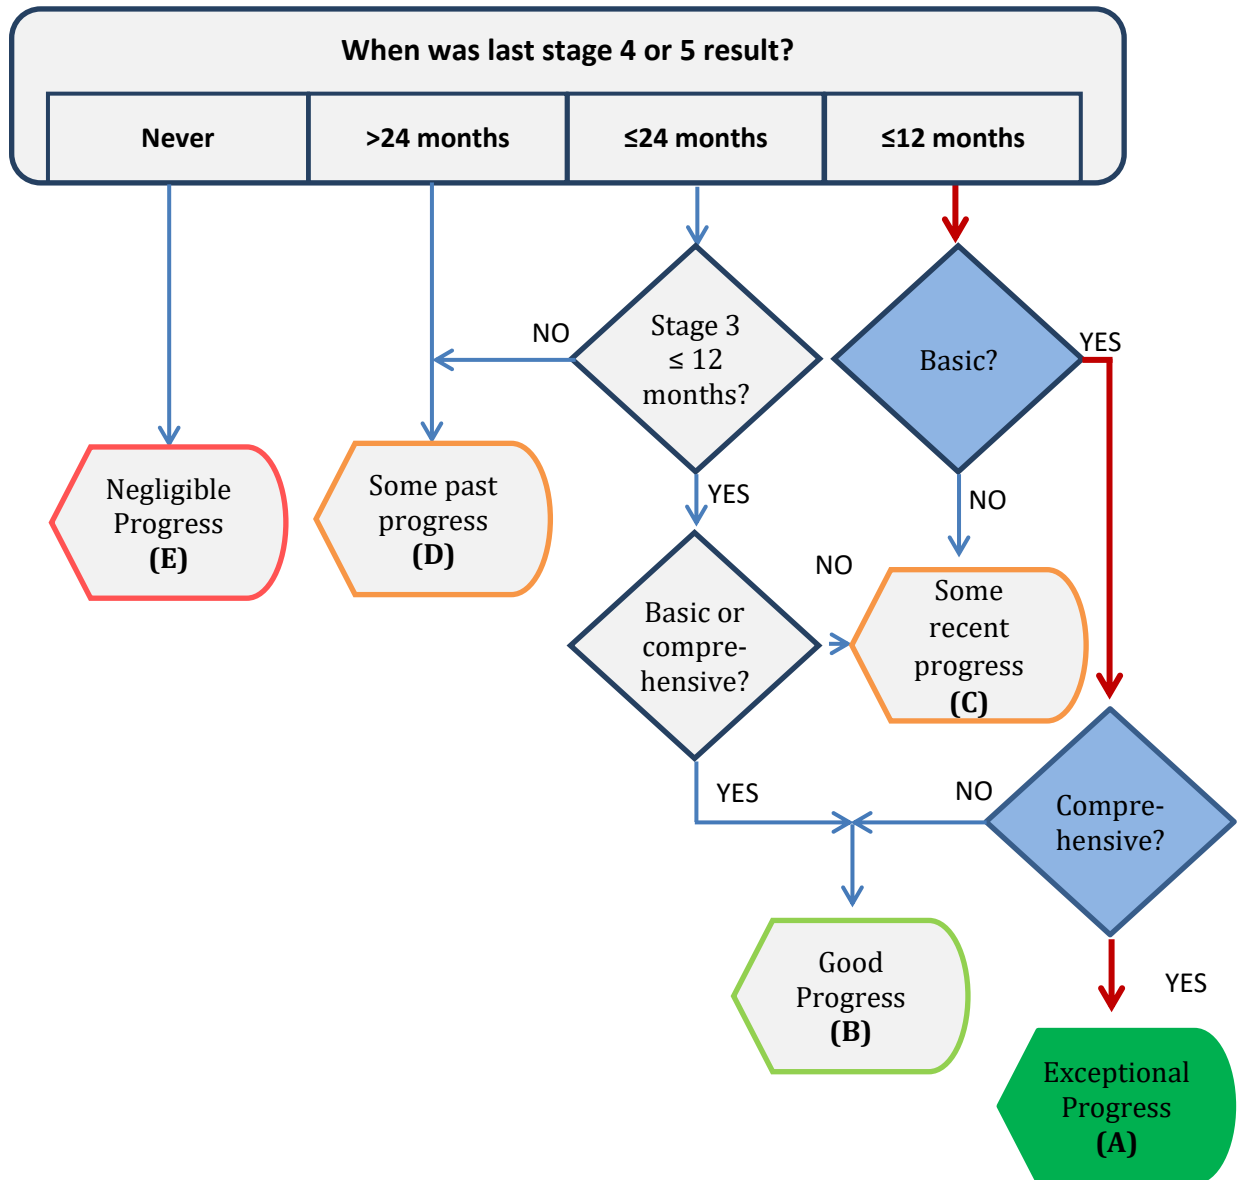 When was last stage 4 or 5 result?
Never
>24 months
≤24 months
≤12 months
NO
Stage 3
≤ 12
months?
Basic?
YES
Negligible
Progress
(E)
Some past
progress
(D)
YES
NO
Basic or
compre-
hensive?
NO
Some
recent
progress
(C)
YES
NO
Compre-
hensive?
Good
Progress
(B)
YES
Exceptional
Progress
(A)